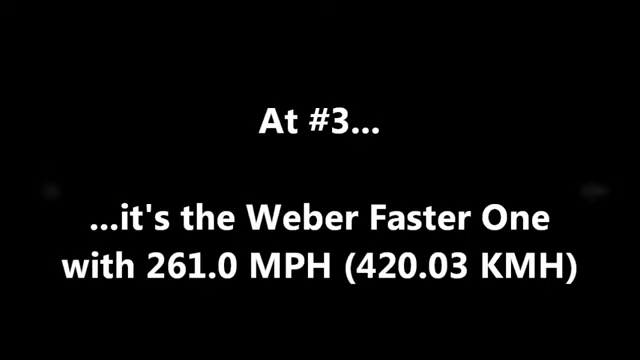 At #3...
...it's the Weber Faster One
with 261.0 MPH (420.03 KMH)